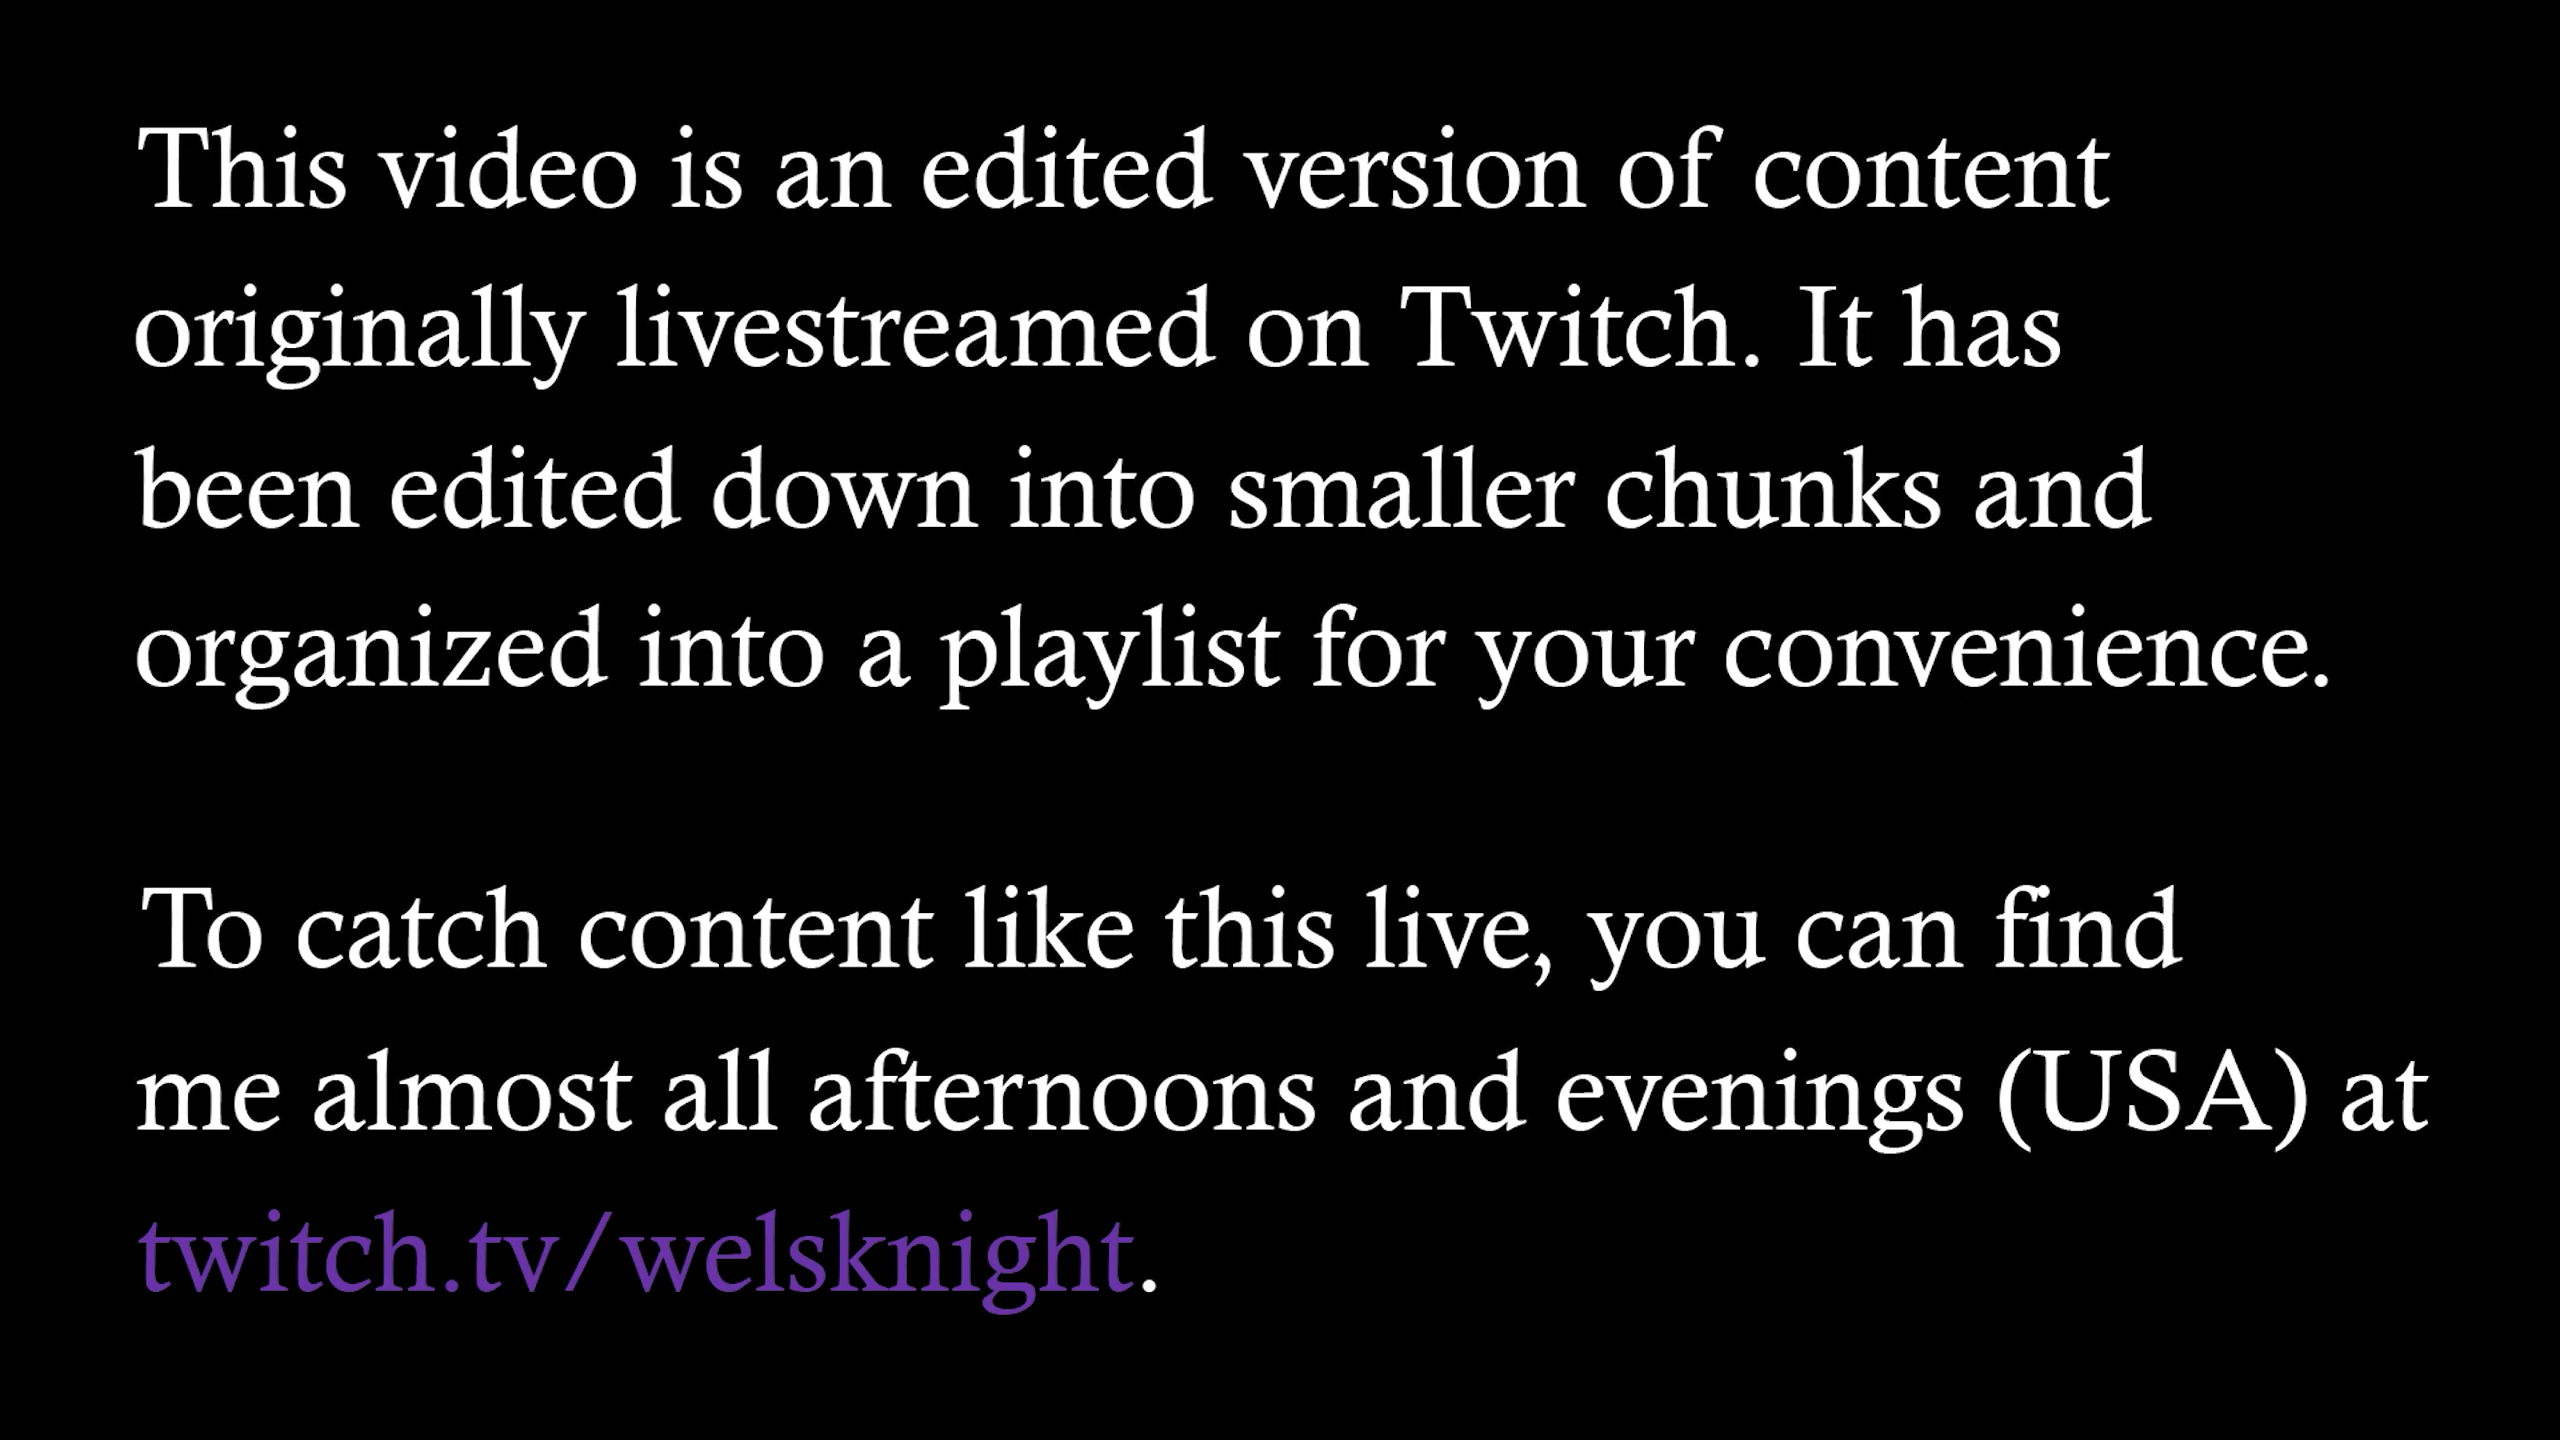 This video is an edited version of content
originally livestreamed on Twitch. It has
been edited down into smaller chunks and
organized into a playlist for your convenience.
To catch content like this live, you can find
me almost all afternoons and evenings (USA) at
twitch.tv/welsknight.